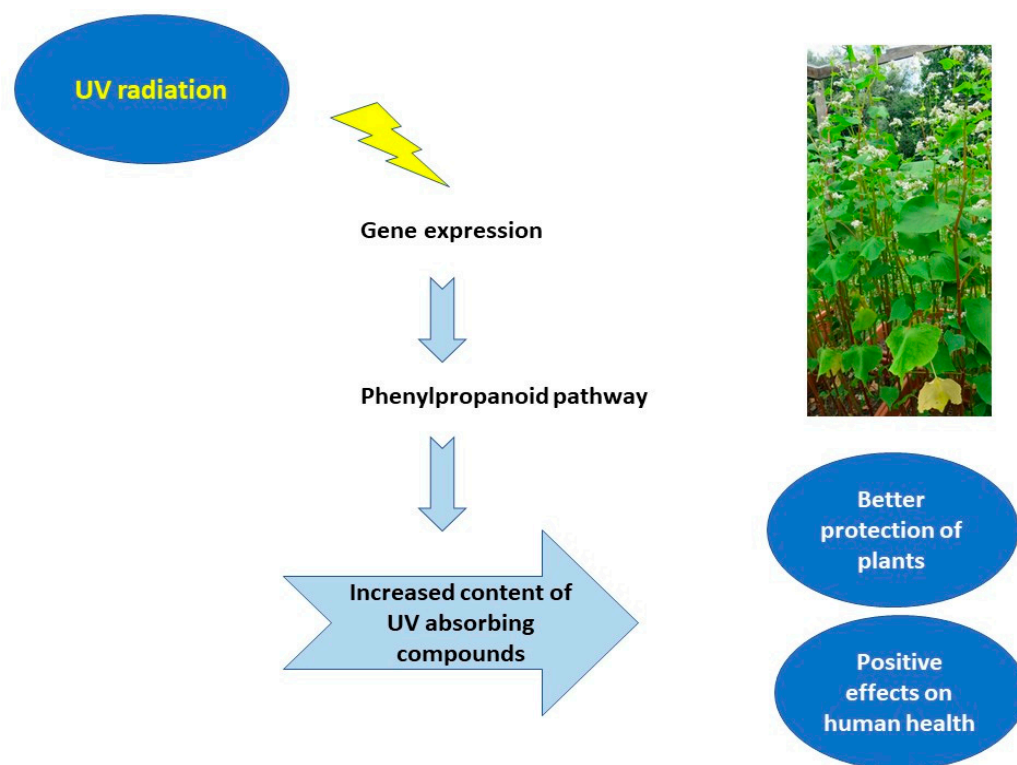 UV radiation
Gene expression
Phenylpropanoid pathway
Increased content of
UV absorbing
compounds
Better
protection of
plants
Positive
effects on
human health